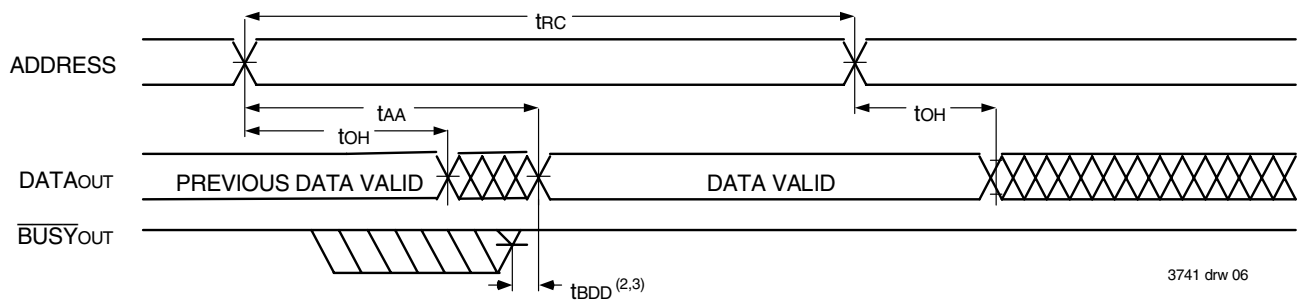 tRC
ADDRESS
tAA
tOH
tOH
DATAOUT
PREVIOUS DATA VALID
DATA VALID
BUSYOUT
tBDD (2,3)
3741 drw 06